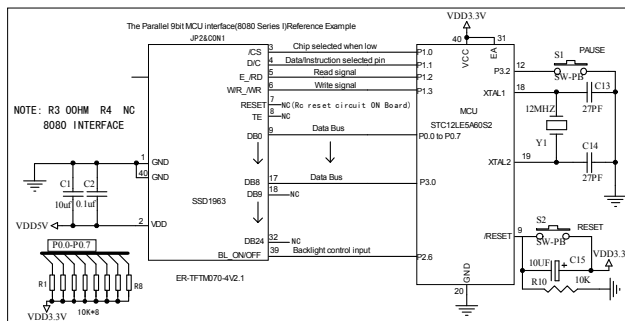 The Parallel 9bit MCU interface(8080 Series I)Reference Example
JP2&CON1
NOTE: R3 0OHM R4 NC
8080 INTERFACE
/CS 3 Chip selected when low P1.0
D/C 4 Data/Instruction selected pin P1.1
E_/RD 5 Read signal P1.2
W/R_/WR 6 Write signal P1.3
RESET 7 NC(Rc reset circuit ON Board)
TE 8 NC
DB0 9 Data Bus P0.0 to P0.7
DB8 17 Data Bus P3.0
DB9 18 NC
DB24 32 NC
BL_ON/OFF 39 Backlight control input P2.6
1 GND
40 GND
2 VDD
SSD1963
ER-TFTM070-4V2.1
C1 C2
10uf 0.1uf
VDD5V
P0.0-P0.7
R1 R8
10K*8
VDD3.3V
VDD3.3V
40 31
VCC EA
MCU
STC12LE5A60S2
P3.2 12
XTAL1 18
XTAL2 19
/RESET 9
GND
20
S1 PAUSE
SW-PB
C13
27PF
12MHZ
Y1
C14
27PF
S2 RESET
SW-PB
10UF C15
+
VDD3.3
R10 10K